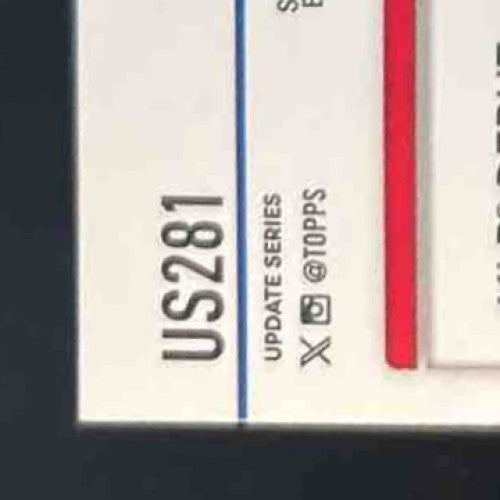 US281
UPDATE SERIES
X @TOPPS